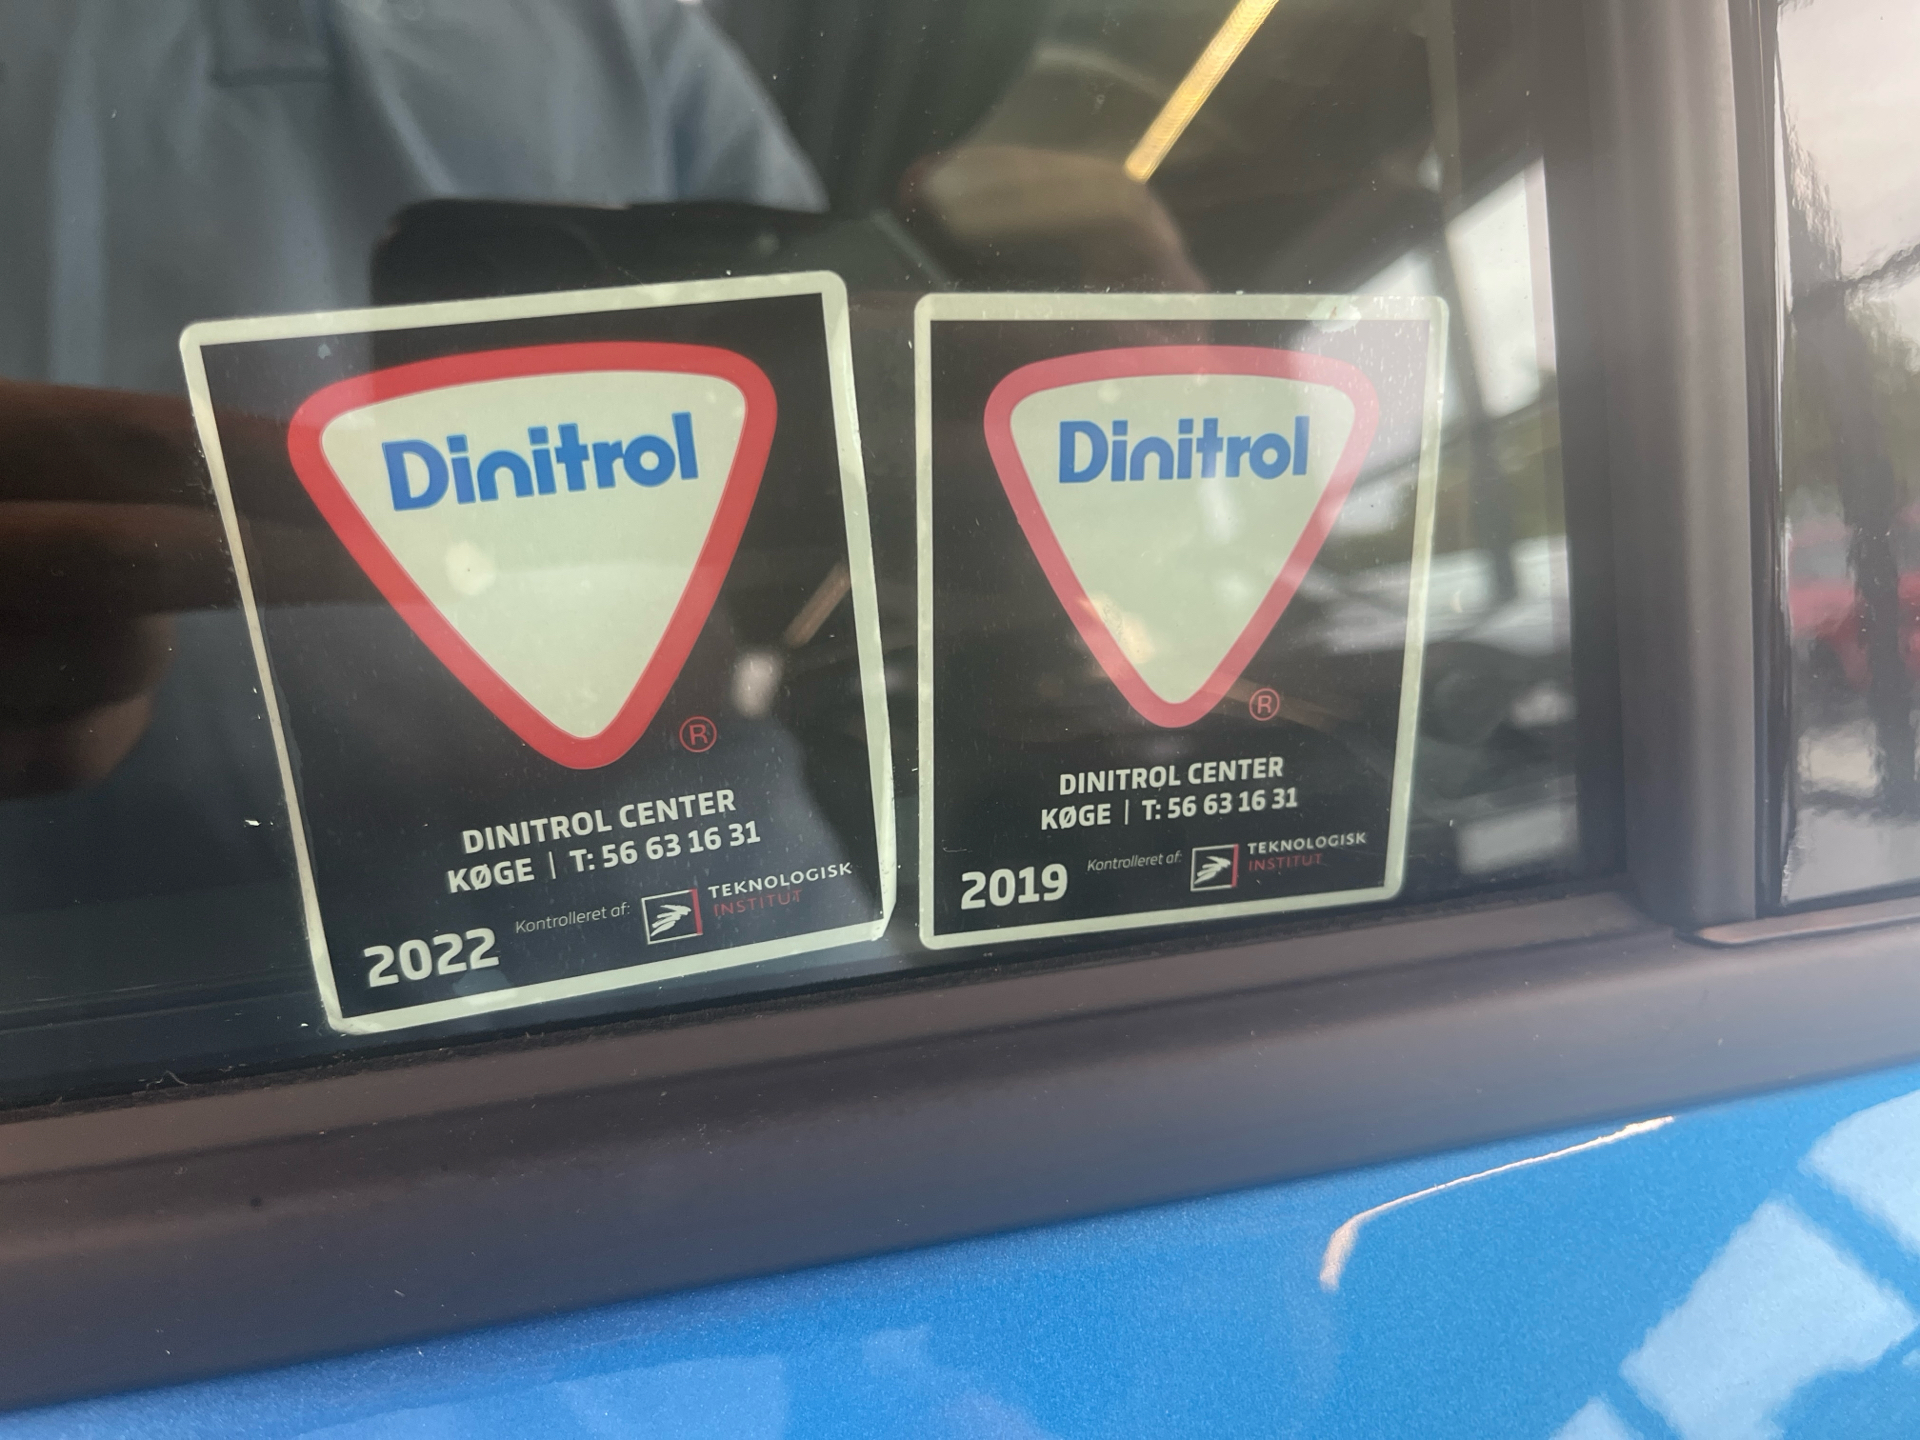 Dinitrol
®
DINITROL CENTER
KØGE | T: 56 63 16 31
2022 Kontrolleret af: TEKNOLOGISK
INSTITUT
Dinitrol
®
DINITROL CENTER
KØGE | T: 56 63 16 31
2019 Kontrolleret af: TEKNOLOGISK
INSTITUT